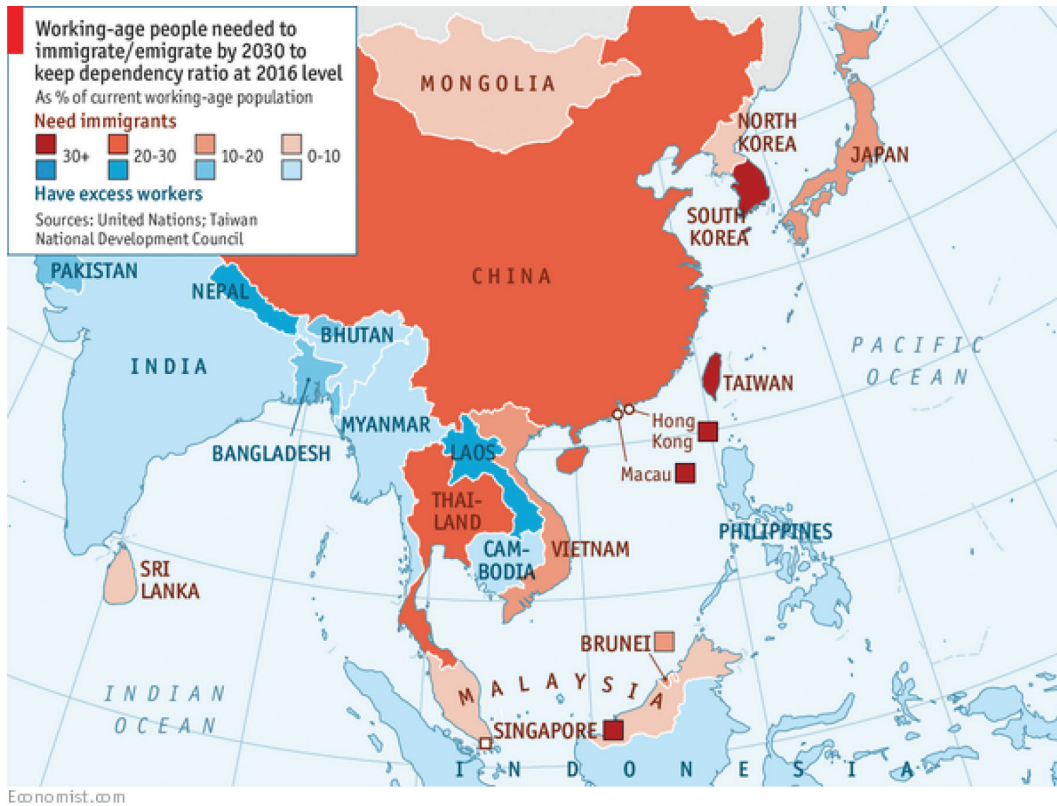 Working-age people needed to
immigrate/emigrate by 2030 to
keep dependency ratio at 2016 level
As % of current working-age population
Need immigrants
30+ 20-30 10-20 0-10
Have excess workers
Sources: United Nations; Taiwan
National Development Council
MONGOLIA
NORTH
KOREA
JAPAN
SOUTH
KOREA
CHINA
PAKISTAN
NEPAL
BHUTAN
INDIA
PACIFIC
OCEAN
TAIWAN
MYANMAR
BANGLADESH
Hong
Kong
LAOS
Macau
THAI-
LAND
PHILIPPINES
CAM-
BODIA
VIETNAM
SRI
LANKA
BRUNEI
MALAYSIA
INDIAN
OCEAN
SINGAPORE
INDONESIA
Economist.com